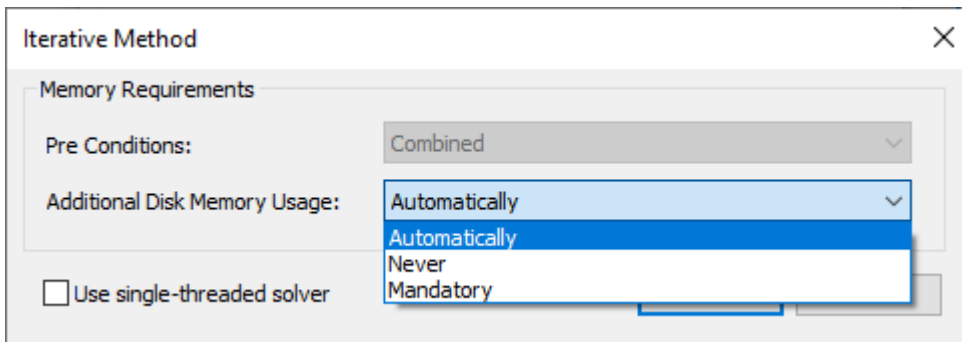 Iterative Method
Memory Requirements
Pre Conditions: Combined
Additional Disk Memory Usage: Automatically
Automatically
Never
Mandatory
Use single-threaded solver